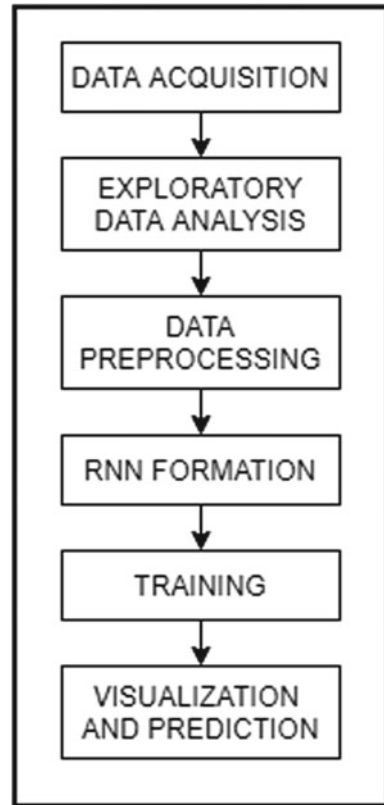 DATA ACQUISITION
EXPLORATORY
DATA ANALYSIS
DATA
PREPROCESSING
RNN FORMATION
TRAINING
VISUALIZATION
AND PREDICTION